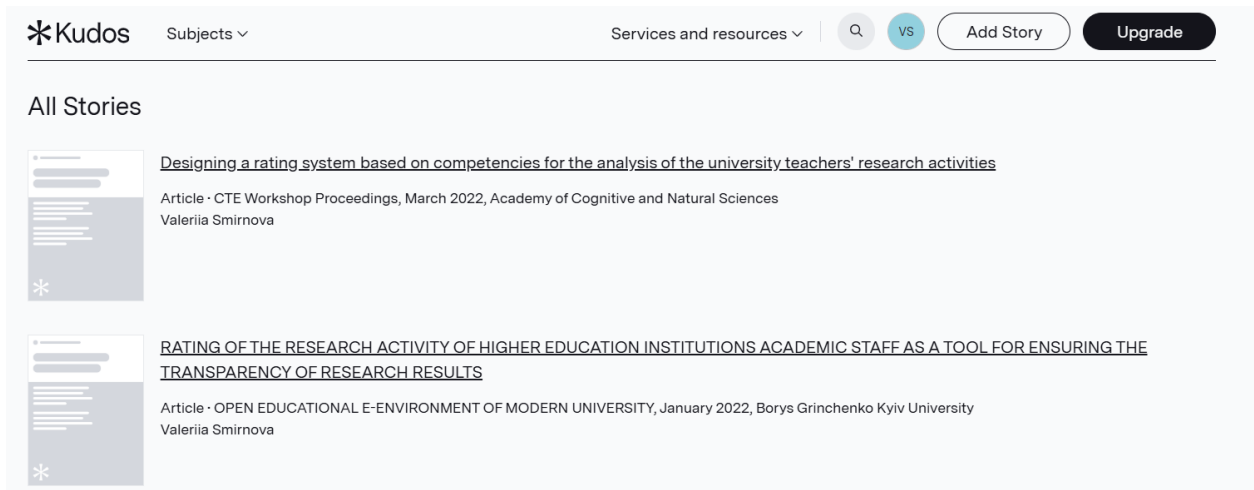 Kudos
Subjects
Services and resources
VS
Add Story
Upgrade
All Stories
Designing a rating system based on competencies for the analysis of the university teachers' research activities
Article · CTE Workshop Proceedings, March 2022, Academy of Cognitive and Natural Sciences
Valeriia Smirnova
RATING OF THE RESEARCH ACTIVITY OF HIGHER EDUCATION INSTITUTIONS ACADEMIC STAFF AS A TOOL FOR ENSURING THE
TRANSPARENCY OF RESEARCH RESULTS
Article · OPEN EDUCATIONAL E-ENVIRONMENT OF MODERN UNIVERSITY, January 2022, Borys Grinchenko Kyiv University
Valeriia Smirnova